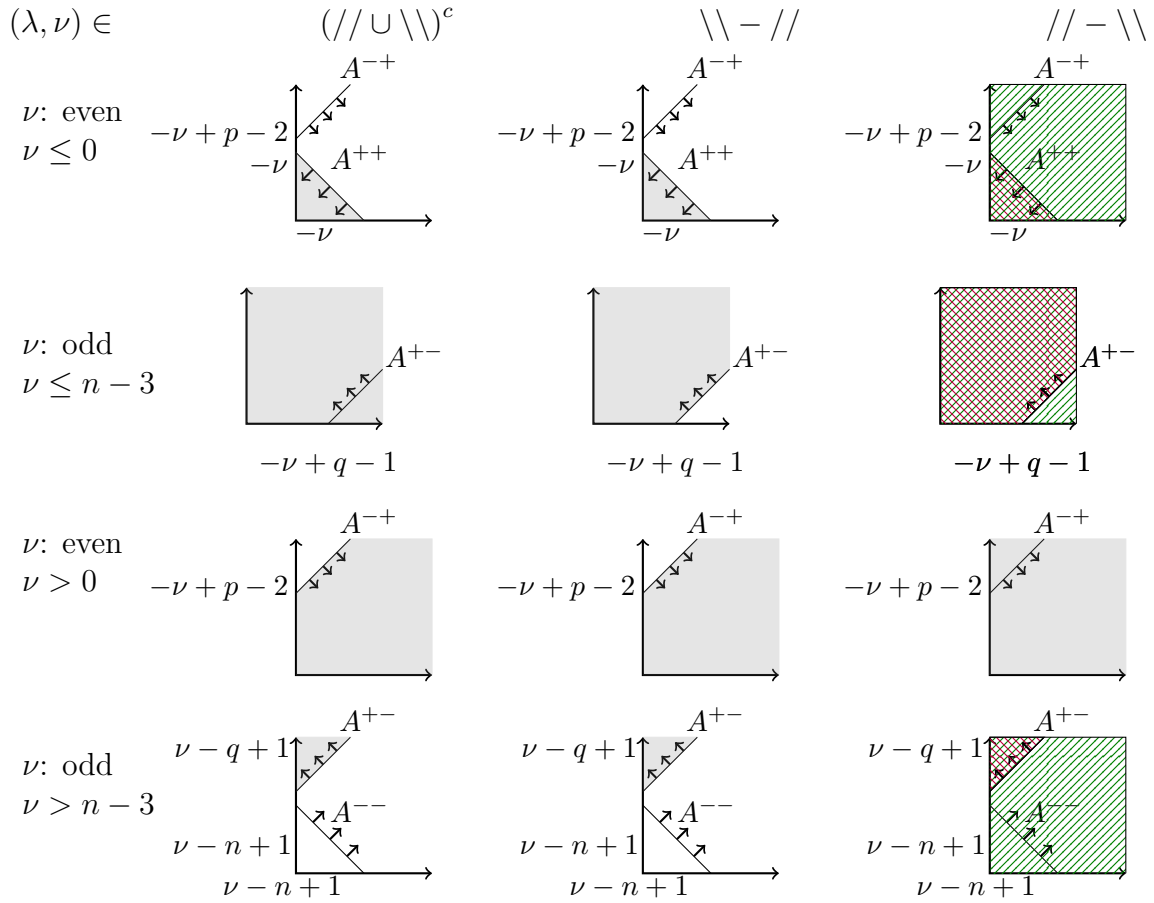 (λ, ν) ∈ (// ∪ \\)^c \\ − // // − \\
A^{−+} A^{−+} A^{−+}
ν: even
ν ≤ 0
−ν + p − 2 −ν + p − 2 −ν + p − 2
−ν A^{++} −ν A^{++} −ν A^{++}
−ν −ν −ν
ν: odd
ν ≤ n − 3
A^{+−} A^{+−} A^{+−}
−ν + q − 1 −ν + q − 1 −ν + q − 1
A^{−+} A^{−+} A^{−+}
ν: even
ν > 0
−ν + p − 2 −ν + p − 2 −ν + p − 2
A^{+−} A^{+−} A^{+−}
ν − q + 1 ν − q + 1 ν − q + 1
ν: odd
ν > n − 3
A^{−−} A^{−−} A^{−−}
ν − n + 1 ν − n + 1 ν − n + 1
ν − n + 1 ν − n + 1 ν − n + 1